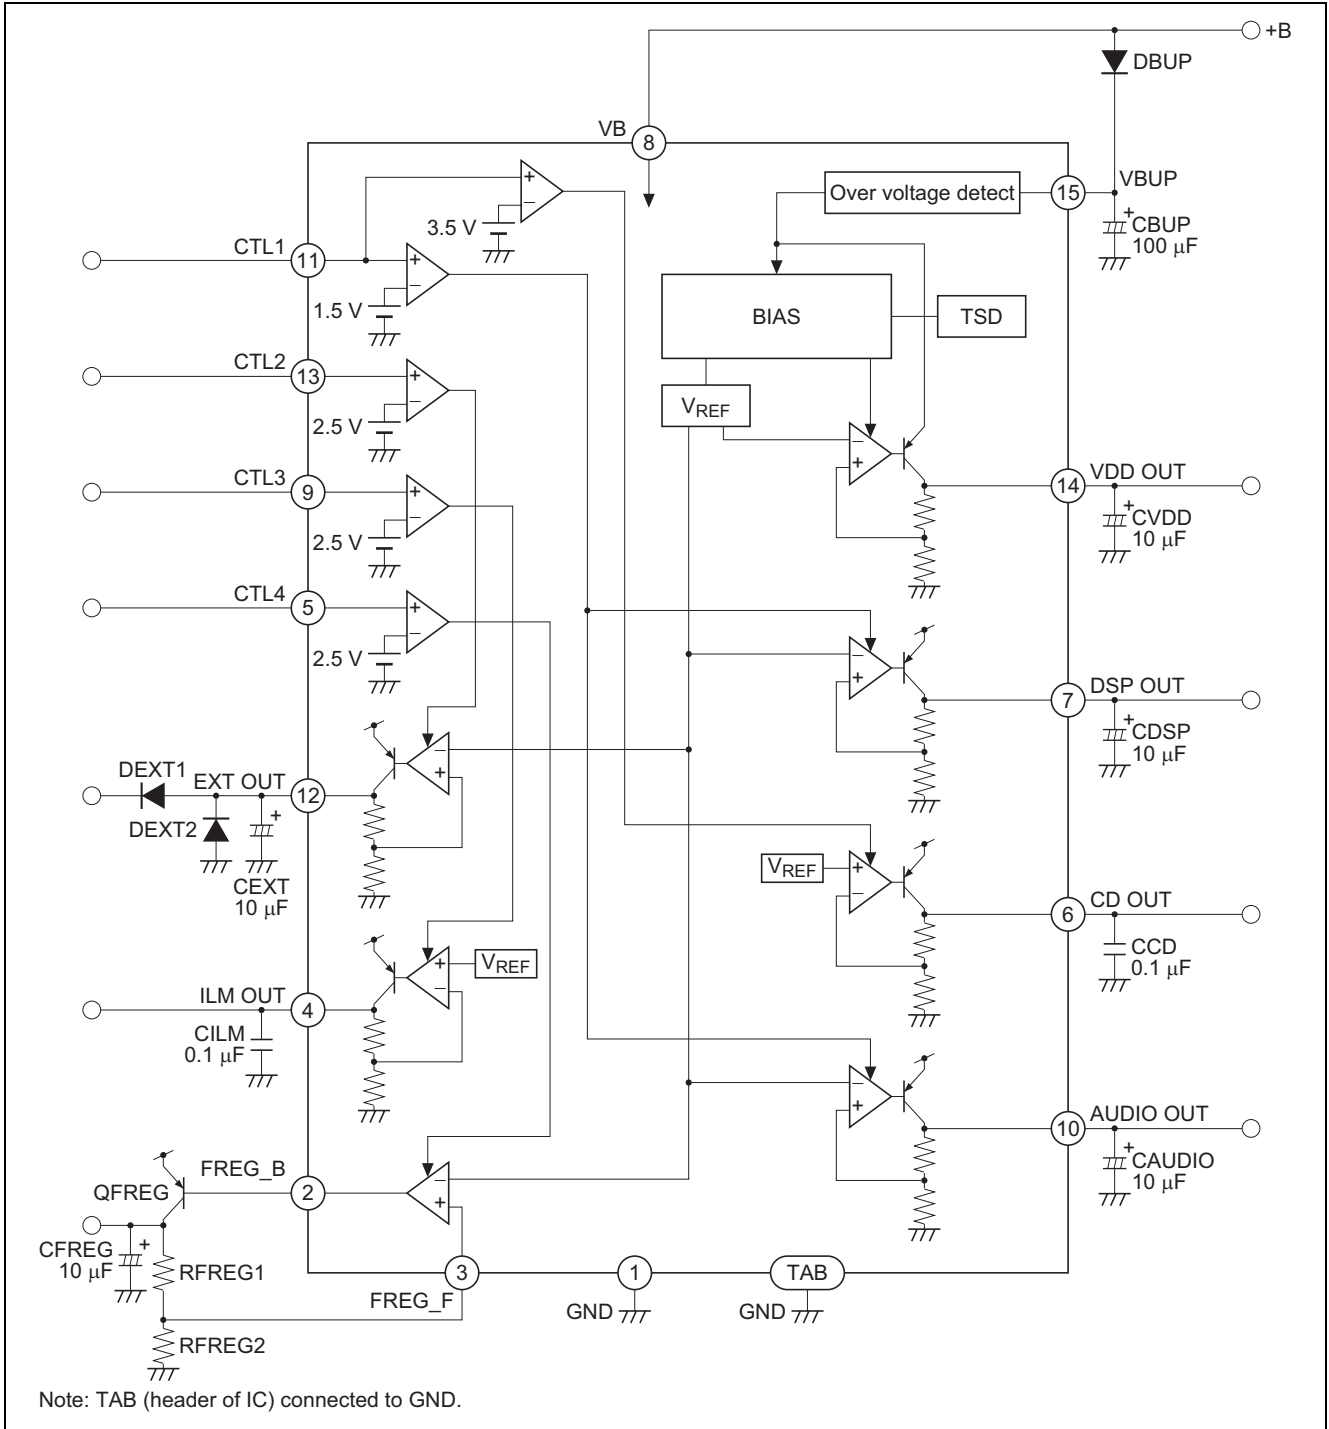 +B
DBUP
VB
8
VBUP
Over voltage detect
15
+
CBUP
100 µF
+
−
3.5 V
CTL1
11
+
−
1.5 V
BIAS
TSD
CTL2
13
+
−
2.5 V
VREF
−
+
CTL3
9
+
−
2.5 V
14
VDD OUT
+
CVDD
10 µF
CTL4
5
+
−
2.5 V
−
+
7
DSP OUT
+
CDSP
10 µF
DEXT1
EXT OUT
12
−
+
DEXT2
+
CEXT
10 µF
VREF
+
−
6
CD OUT
CCD
0.1 µF
ILM OUT
4
+
−
VREF
CILM
0.1 µF
−
+
10
AUDIO OUT
+
CAUDIO
10 µF
QFREG
FREG_B
2
−
+
CFREG
10 µF
+
RFREG1
3
FREG_F
1
GND
TAB
GND
RFREG2
Note: TAB (header of IC) connected to GND.